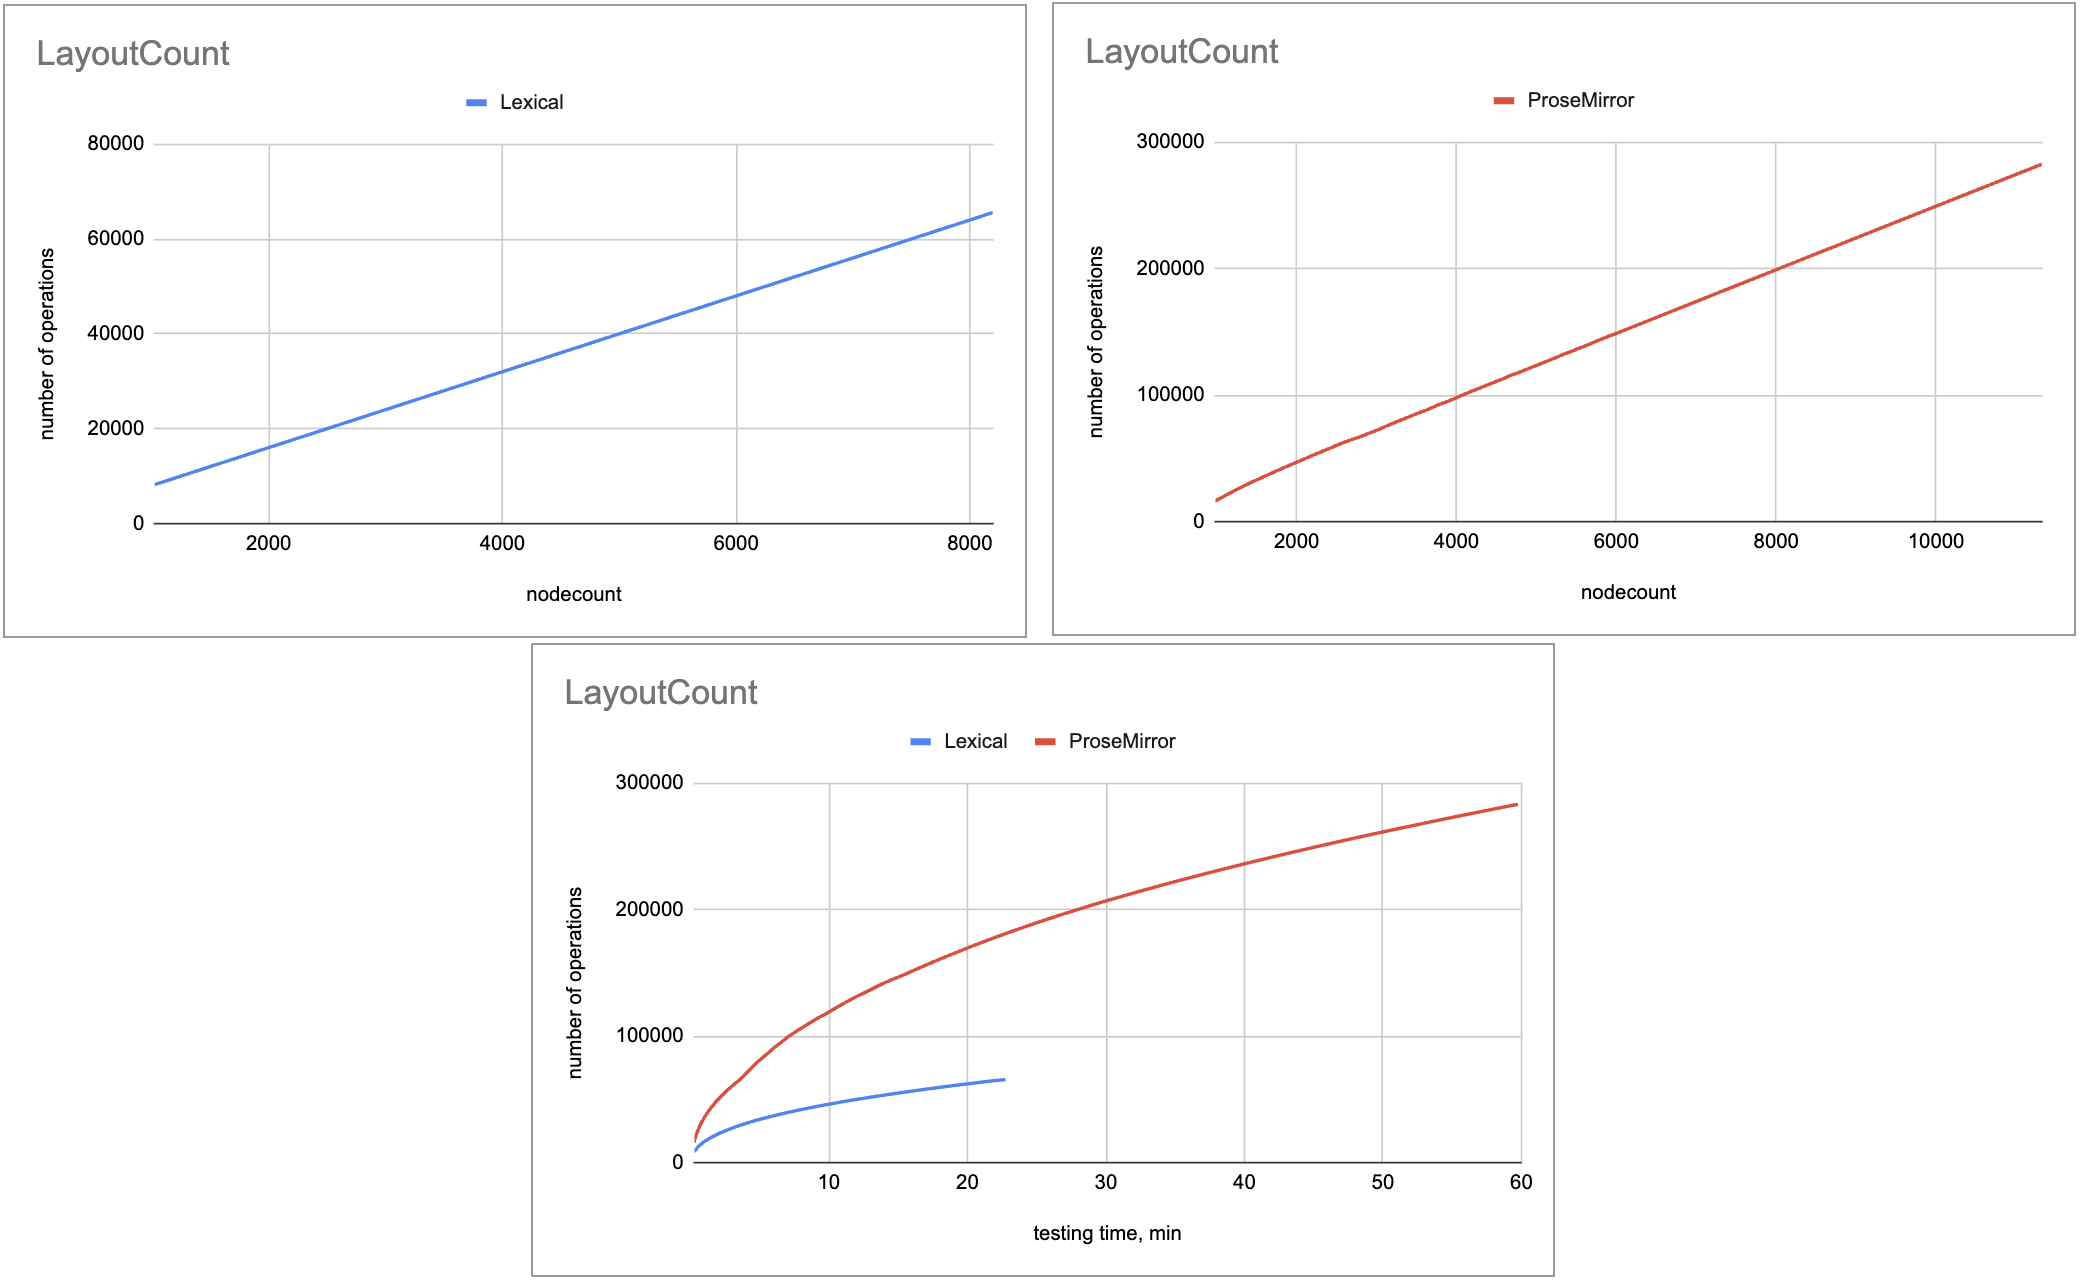 LayoutCount
Lexical
80000
60000
40000
20000
0
number of operations
2000 4000 6000 8000
nodecount
LayoutCount
ProseMirror
300000
200000
100000
0
number of operations
2000 4000 6000 8000 10000
nodecount
LayoutCount
Lexical ProseMirror
300000
200000
100000
0
number of operations
10 20 30 40 50 60
testing time, min